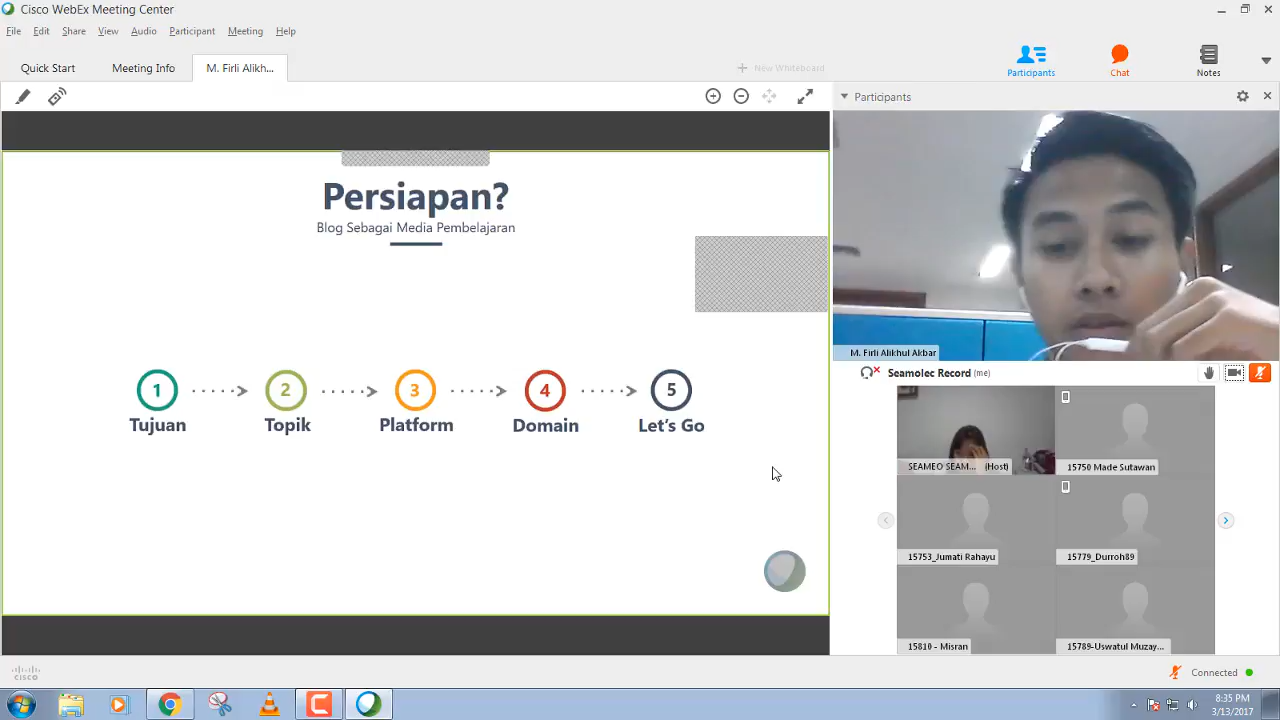 Cisco WebEx Meeting Center
File Edit Share View Audio Participant Meeting Help
Quick Start Meeting Info M. Firli Alikh... New Whiteboard Participants Chat Notes
Participants
Persiapan?
Blog Sebagai Media Pembelajaran
1 2 3 4 5
Tujuan Topik Platform Domain Let's Go
M. Firli Alikhul Akbar
Seamolec Record (me)
SEAMEO SEAM... (Host) 15750 Made Sutawan
15753_Jumati Rahayu 15779_Durroh89
15810 - Misran 15789-Uswatul Muzay...
cisco Connected
8:35 PM
3/13/2017